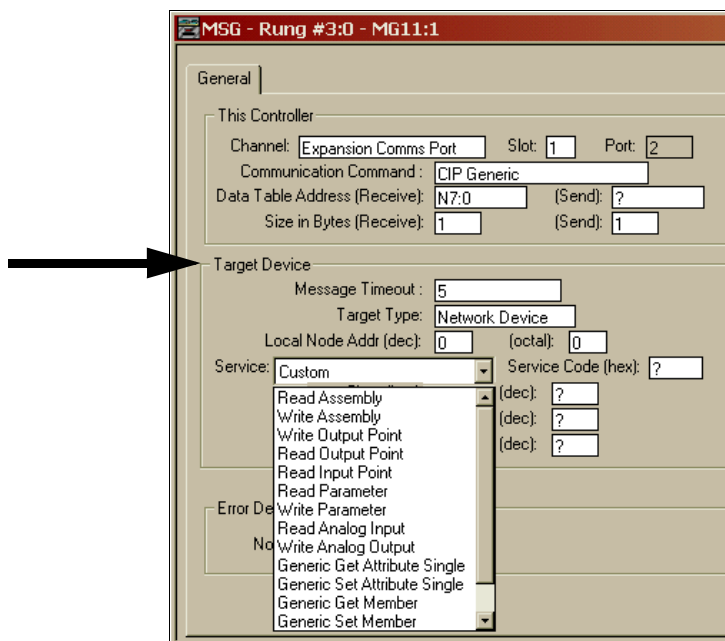 MSG - Rung #3:0 - MG11:1
General
This Controller
Channel: Expansion Comms Port Slot: 1 Port: 2
Communication Command : CIP Generic
Data Table Address (Receive): N7:0 (Send): ?
Size in Bytes (Receive): 1 (Send): 1
Target Device
Message Timeout : 5
Target Type: Network Device
Local Node Addr (dec): 0 (octal): 0
Service: Custom Service Code (hex): ?
Read Assembly (dec): ?
Write Assembly (dec): ?
Write Output Point
Read Output Point (dec): ?
Read Input Point
Read Parameter
Error De Write Parameter
Read Analog Input
No Write Analog Output
Generic Get Attribute Single
Generic Set Attribute Single
Generic Get Member
Generic Set Member